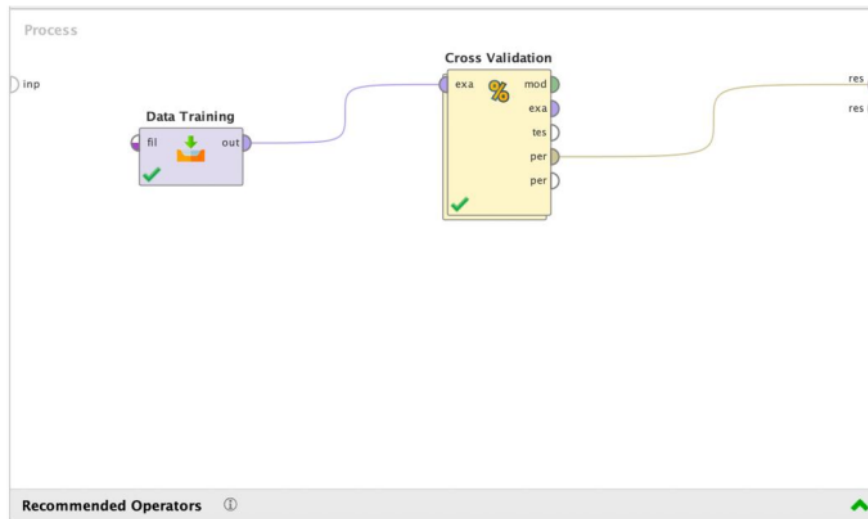 Process
inp
Data Training
fil
out
Cross Validation
exa
%
mod
exa
tes
per
per
res
res
Recommended Operators